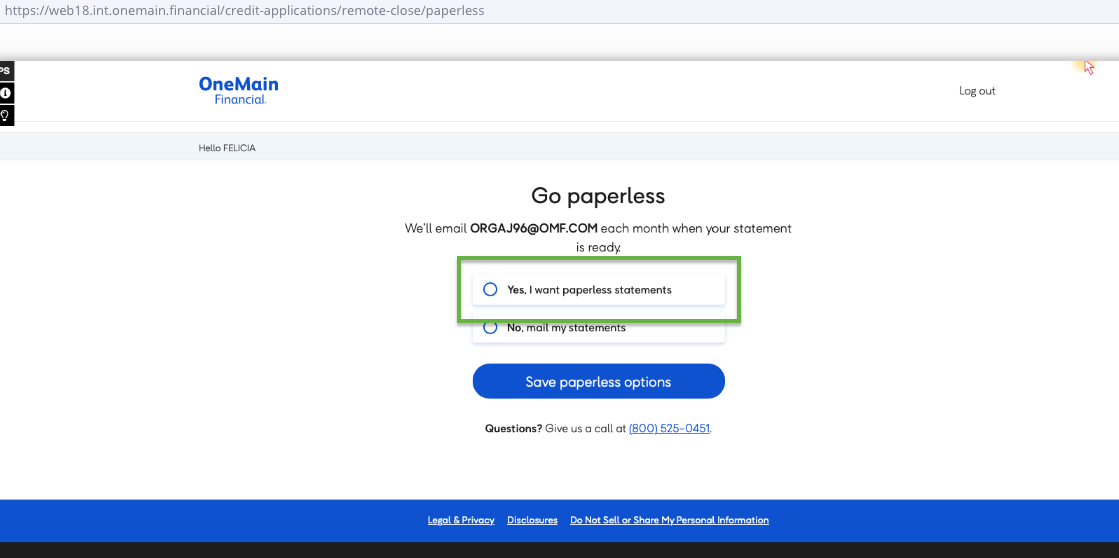 https://web18.int.onemain.financial/credit-applications/remote-close/paperless
PS
OneMain
Financial.
Log out
Hello FELICIA
Go paperless
We'll email ORGAJ96@OMF.COM each month when your statement
is ready.
Yes, I want paperless statements
No, mail my statements
Save paperless options
Questions? Give us a call at (800) 525-0451.
Legal & Privacy Disclosures Do Not Sell or Share My Personal Information